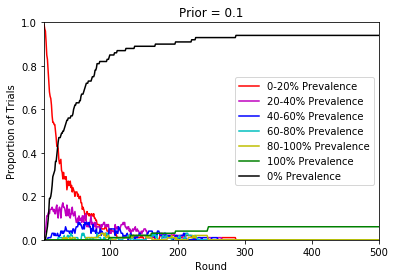 Prior = 0.1
1.0
0.8
0.6
0.4
0.2
0.0
Proportion of Trials
0-20% Prevalence
20-40% Prevalence
40-60% Prevalence
60-80% Prevalence
80-100% Prevalence
100% Prevalence
0% Prevalence
100 200 300 400 500
Round